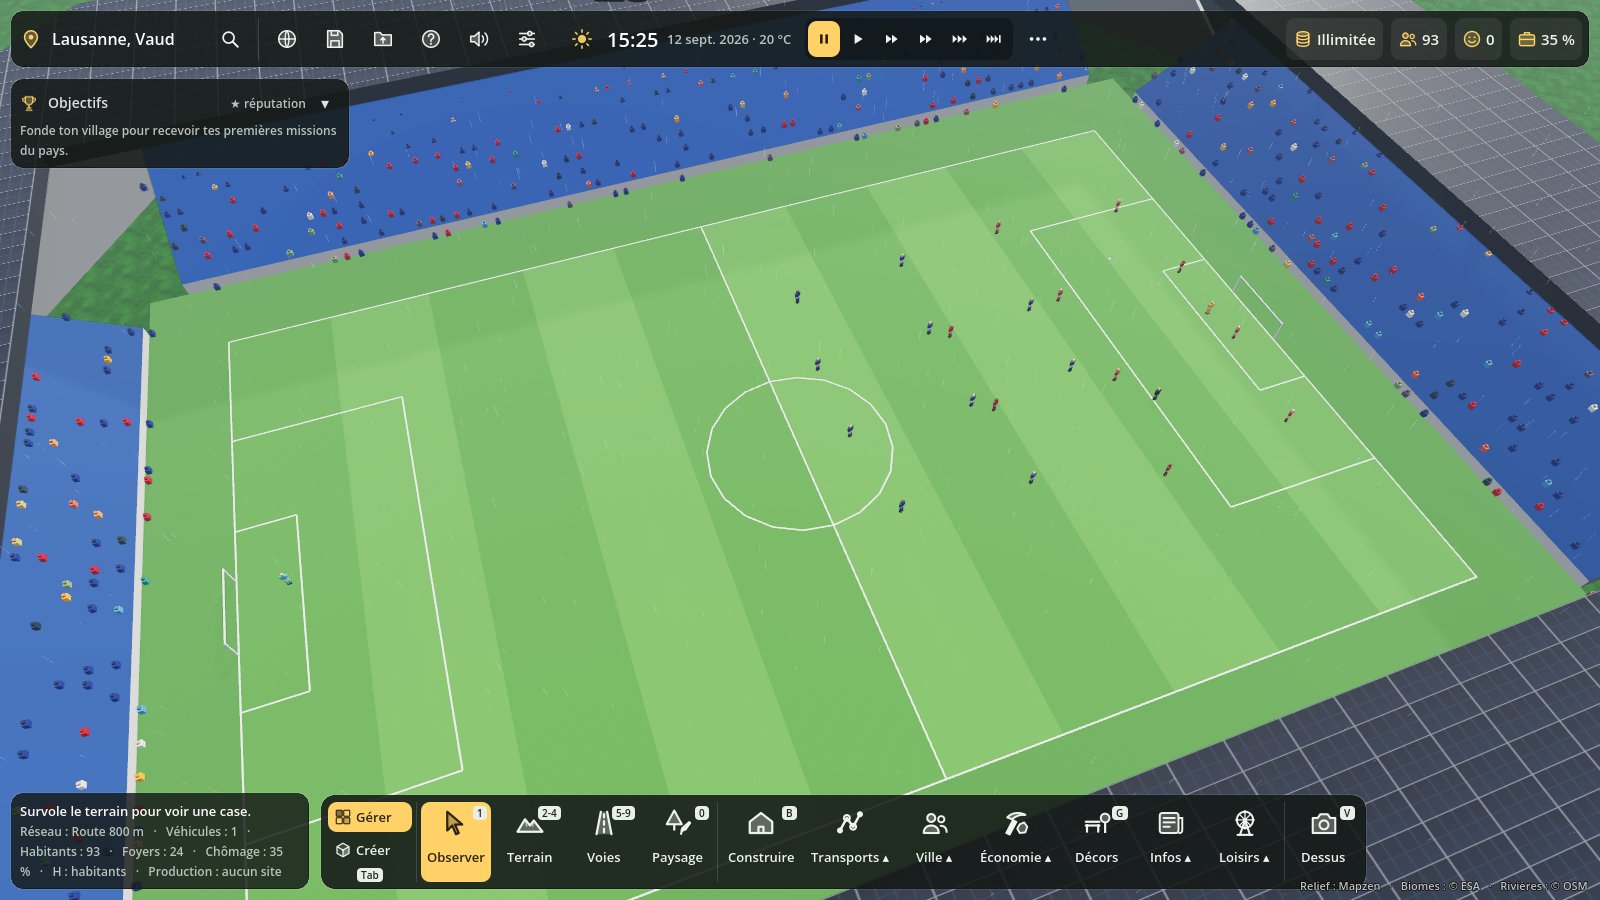 Lausanne, Vaud
15:25 12 sept. 2026 · 20 °C
Illimitée
93
0
35 %
Objectifs
★ réputation ▼
Fonde ton village pour recevoir tes premières missions
du pays.
Survole le terrain pour voir une case.
Réseau : Route 800 m · Véhicules : 1 ·
Habitants : 93 · Foyers : 24 · Chômage : 35
% · H : habitants · Production : aucun site
Gérer
Créer
Tab
1
Observer
2-4
Terrain
5-9
Voies
0
Paysage
B
Construire
Transports ▴
Ville ▴
Économie ▴
G
Décors
Infos ▴
Loisirs ▴
V
Dessus
Relief : Mapzen · Biomes : © ESA · Rivières : © OSM